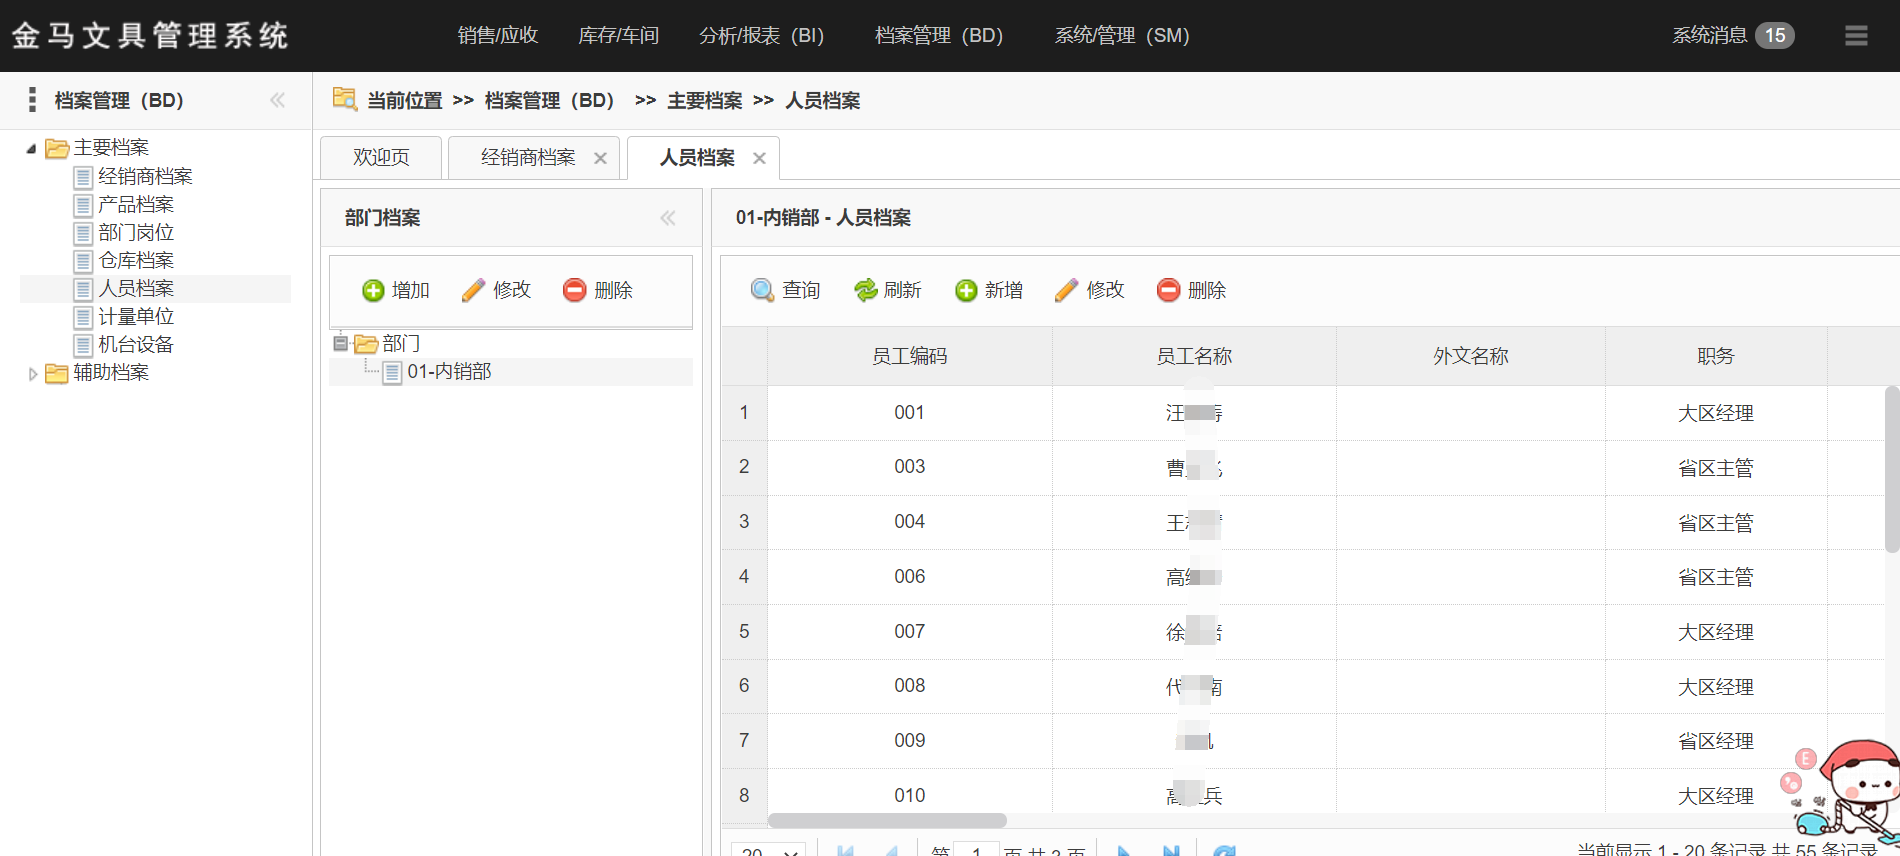 金马文具管理系统
销售/应收 库存/车间 分析/报表（BI） 档案管理（BD） 系统/管理（SM）
系统消息 15
档案管理（BD）
主要档案
经销商档案
产品档案
部门岗位
仓库档案
人员档案
计量单位
机台设备
辅助档案
当前位置 >> 档案管理（BD） >> 主要档案 >> 人员档案
欢迎页 经销商档案 人员档案
部门档案
增加 修改 删除
部门
01-内销部
01-内销部 - 人员档案
查询 刷新 新增 修改 删除
员工编码 员工名称 外文名称 职务
1 001 汪 大区经理
2 003 曹 省区主管
3 004 王 省区主管
4 006 高 省区主管
5 007 徐 大区经理
6 008 代 南 大区经理
7 009 省区经理
8 010 高 兵 大区经理
20 第 1 页 共 3 页
当前显示 1 - 20 条记录 共 55 条记录
E